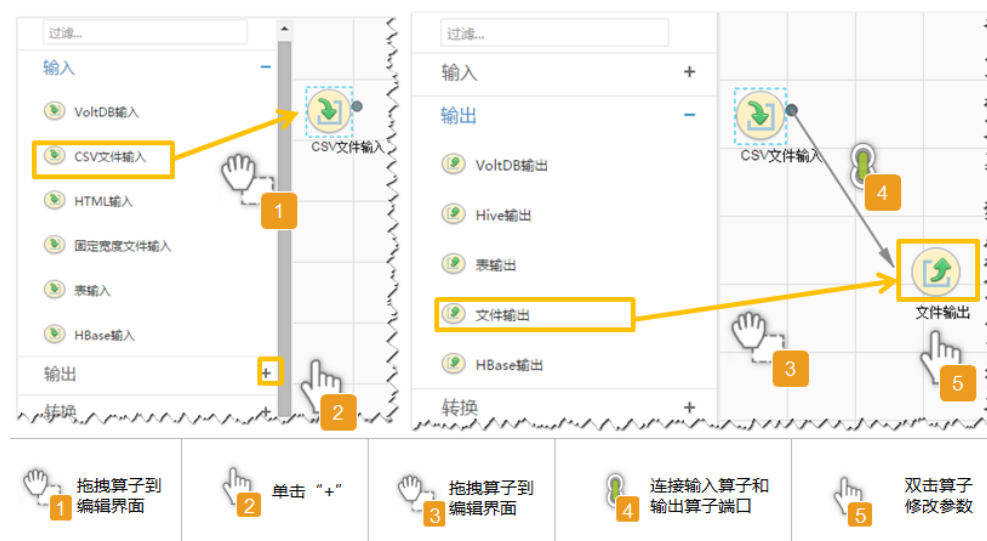 过滤...
输入
VoltDB输入
CSV文件输入
HTML输入
固定宽度文件输入
表输入
HBase输入
输出
转换
CSV文件输入
1
2
过滤...
输入
输出
VoltDB输出
Hive输出
表输出
文件输出
HBase输出
转换
CSV文件输入
4
文件输出
3
5
1
拖拽算子到
编辑界面
2
单击“+”
3
拖拽算子到
编辑界面
4
连接输入算子和
输出算子端口
5
双击算子
修改参数